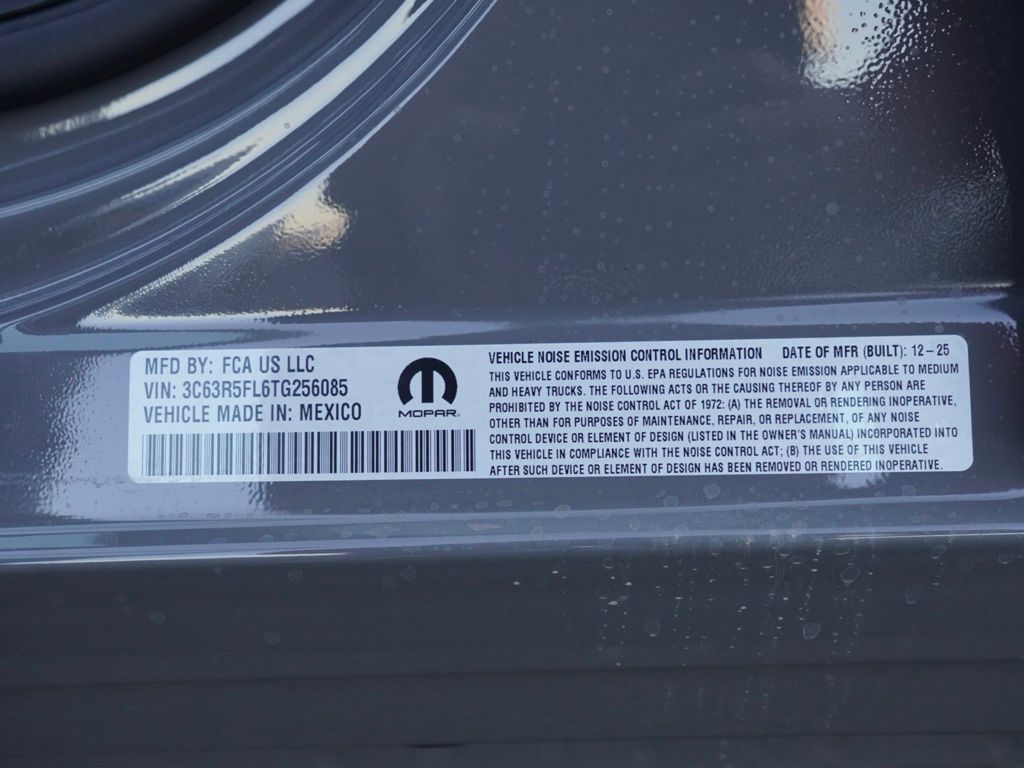 MFD BY: FCA US LLC
VIN: 3C63R5FL6TG256085
VEHICLE MADE IN: MEXICO
MOPAR
VEHICLE NOISE EMISSION CONTROL INFORMATION DATE OF MFR (BUILT): 12-25
THIS VEHICLE CONFORMS TO U.S. EPA REGULATIONS FOR NOISE EMISSION APPLICABLE TO MEDIUM
AND HEAVY TRUCKS. THE FOLLOWING ACTS OR THE CAUSING THEREOF BY ANY PERSON ARE
PROHIBITED BY THE NOISE CONTROL ACT OF 1972: (A) THE REMOVAL OR RENDERING INOPERATIVE,
OTHER THAN FOR PURPOSES OF MAINTENANCE, REPAIR, OR REPLACEMENT, OF ANY NOISE
CONTROL DEVICE OR ELEMENT OF DESIGN (LISTED IN THE OWNER'S MANUAL) INCORPORATED INTO
THIS VEHICLE IN COMPLIANCE WITH THE NOISE CONTROL ACT; (B) THE USE OF THIS VEHICLE
AFTER SUCH DEVICE OR ELEMENT OF DESIGN HAS BEEN REMOVED OR RENDERED INOPERATIVE.